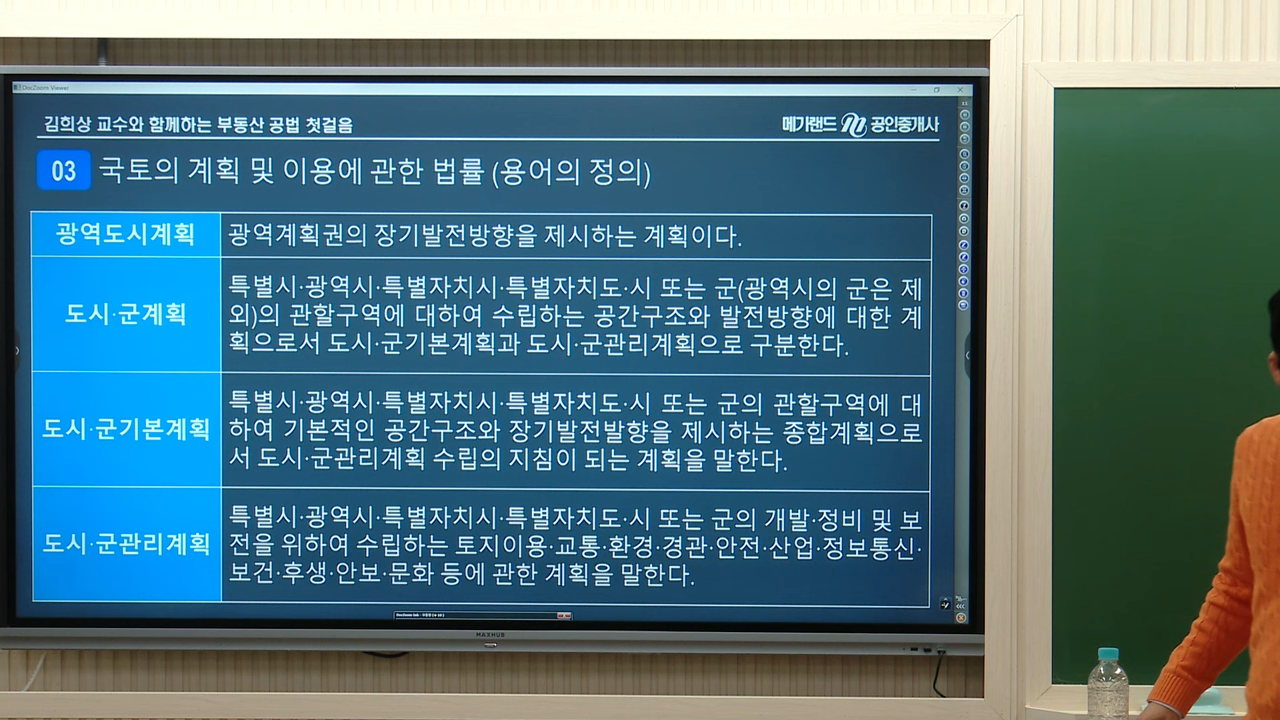 DocZoom Viewer
김희상 교수와 함께하는 부동산 공법 첫걸음
메가랜드 공인중개사
03 국토의 계획 및 이용에 관한 법률 (용어의 정의)
광역도시계획
광역계획권의 장기발전방향을 제시하는 계획이다.
도시·군계획
특별시·광역시·특별자치시·특별자치도·시 또는 군(광역시의 군은 제
외)의 관할구역에 대하여 수립하는 공간구조와 발전방향에 대한 계
획으로서 도시·군기본계획과 도시·군관리계획으로 구분한다.
도시·군기본계획
특별시·광역시·특별자치시·특별자치도·시 또는 군의 관할구역에 대
하여 기본적인 공간구조와 장기발전발향을 제시하는 종합계획으로
서 도시·군관리계획 수립의 지침이 되는 계획을 말한다.
도시·군관리계획
특별시·광역시·특별자치시·특별자치도·시 또는 군의 개발·정비 및 보
전을 위하여 수립하는 토지이용·교통·환경·경관·안전·산업·정보통신·
보건·후생·안보·문화 등에 관한 계획을 말한다.
MAXHUB